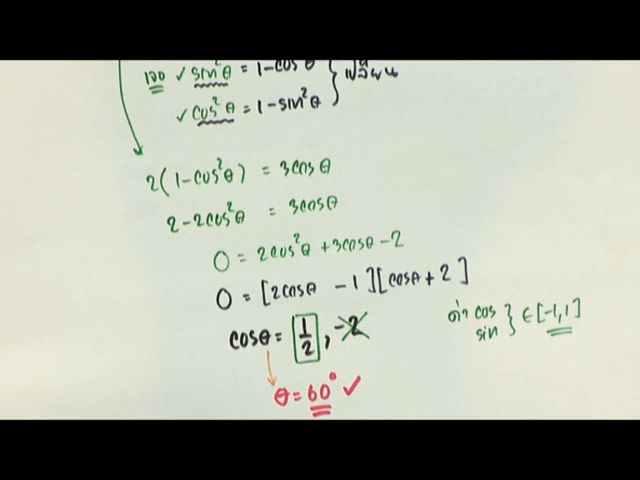 จาก ✓ sin²θ = 1-cos²θ
✓ cos²θ = 1-sin²θ
2(1-cos²θ) = 3cosθ
2-2cos²θ = 3cosθ
0 = 2cos²θ+3cosθ-2
0 = [2cosθ -1][cosθ+2]
cosθ = 1/2, -2
ค่า cos
sin } ∈ [-1,1]
θ = 60° ✓